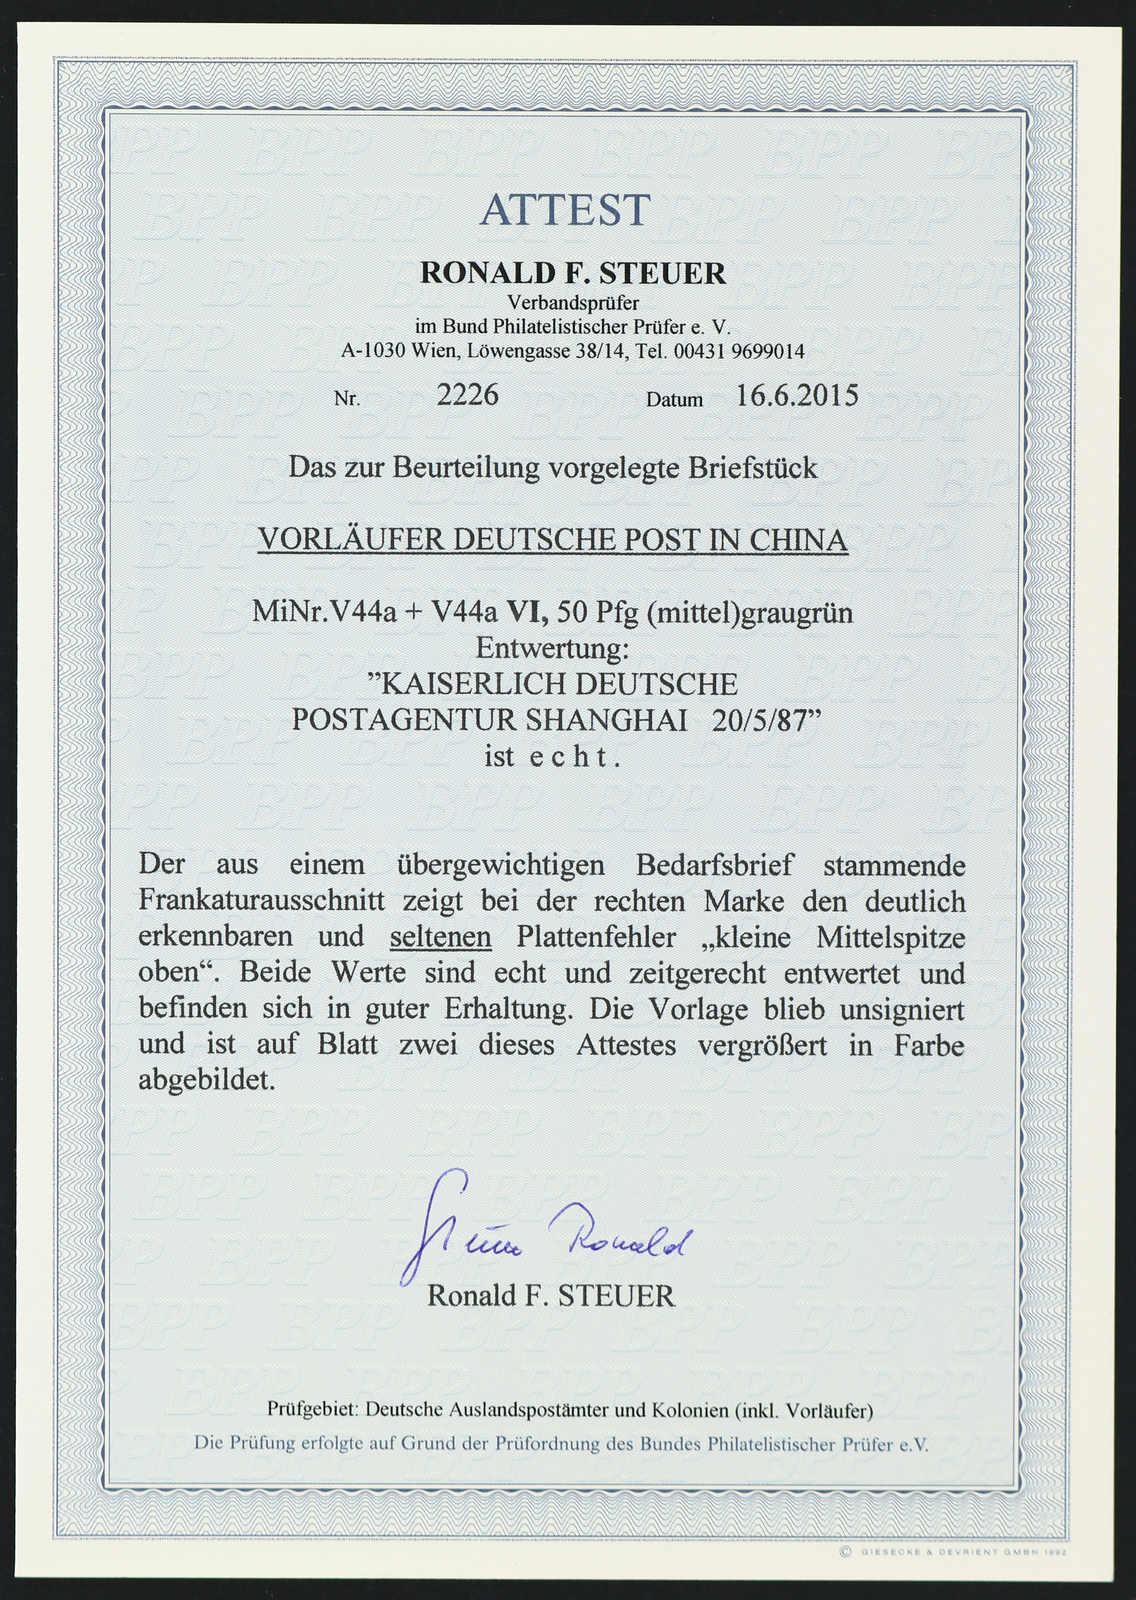 ATTEST
RONALD F. STEUER
Verbandsprüfer
im Bund Philatelistischer Prüfer e. V.
A-1030 Wien, Löwengasse 38/14, Tel. 00431 9699014
Nr. 2226 Datum 16.6.2015
Das zur Beurteilung vorgelegte Briefstück
VORLÄUFER DEUTSCHE POST IN CHINA
MiNr.V44a + V44a VI, 50 Pfg (mittel)graugrün
Entwertung:
”KAISERLICH DEUTSCHE
POSTAGENTUR SHANGHAI 20/5/87”
ist e c h t .
Der aus einem übergewichtigen Bedarfsbrief stammende
Frankaturausschnitt zeigt bei der rechten Marke den deutlich
erkennbaren und seltenen Plattenfehler „kleine Mittelspitze
oben“. Beide Werte sind echt und zeitgerecht entwertet und
befinden sich in guter Erhaltung. Die Vorlage blieb unsigniert
und ist auf Blatt zwei dieses Attestes vergrößert in Farbe
abgebildet.
Steuer Ronald
Ronald F. STEUER
Prüfgebiet: Deutsche Auslandspostämter und Kolonien (inkl. Vorläufer)
Die Prüfung erfolgte auf Grund der Prüfordnung des Bundes Philatelistischer Prüfer e.V.
© GIESECKE & DEVRIENT GMBH 1992